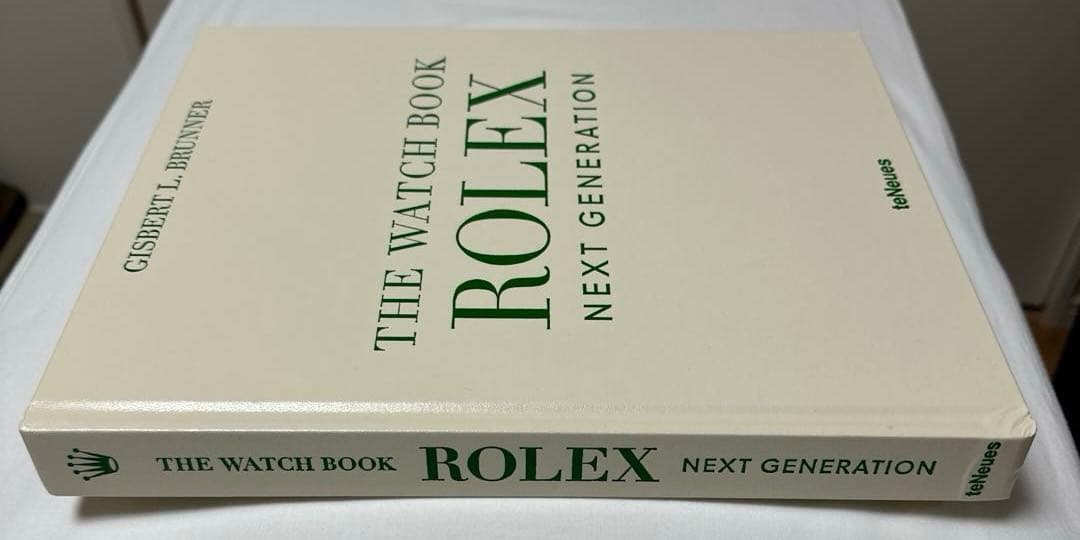 GISBERT L. BRUNNER
THE WATCH BOOK
ROLEX
NEXT GENERATION
teNeues
THE WATCH BOOK ROLEX NEXT GENERATION teNeues